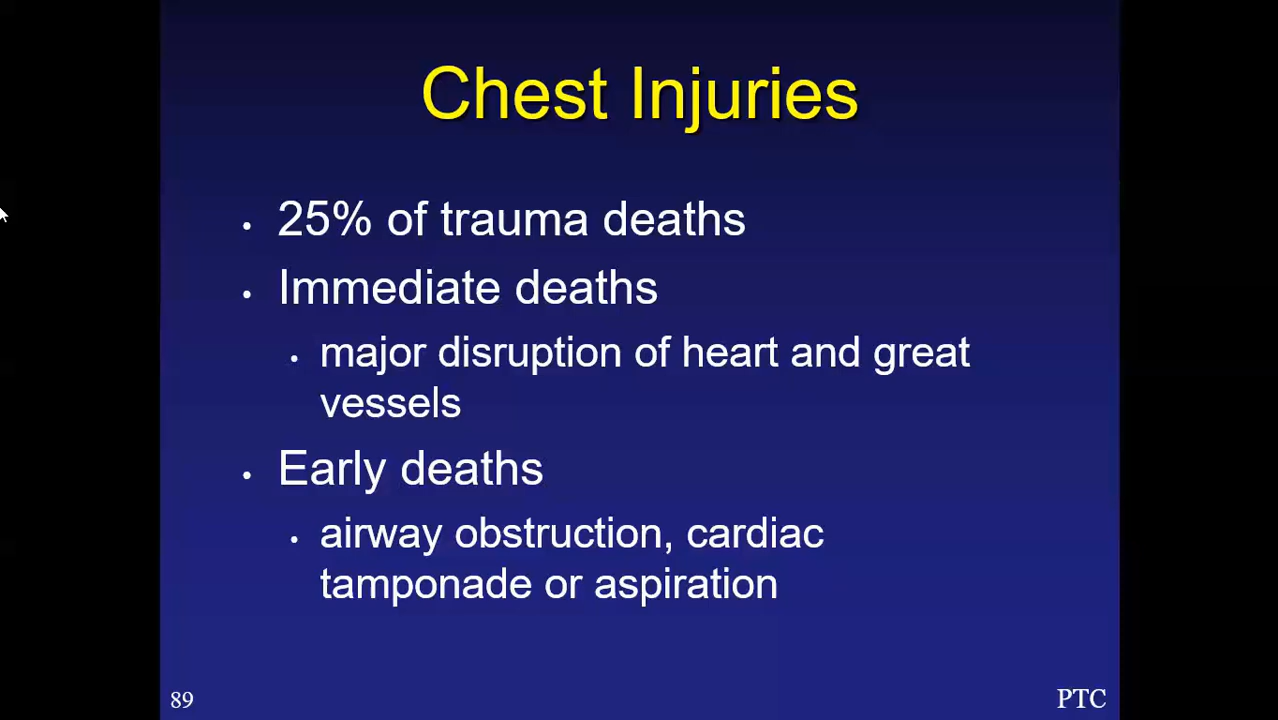 Chest Injuries
• 25% of trauma deaths
• Immediate deaths
• major disruption of heart and great
vessels
• Early deaths
• airway obstruction, cardiac
tamponade or aspiration
89
PTC